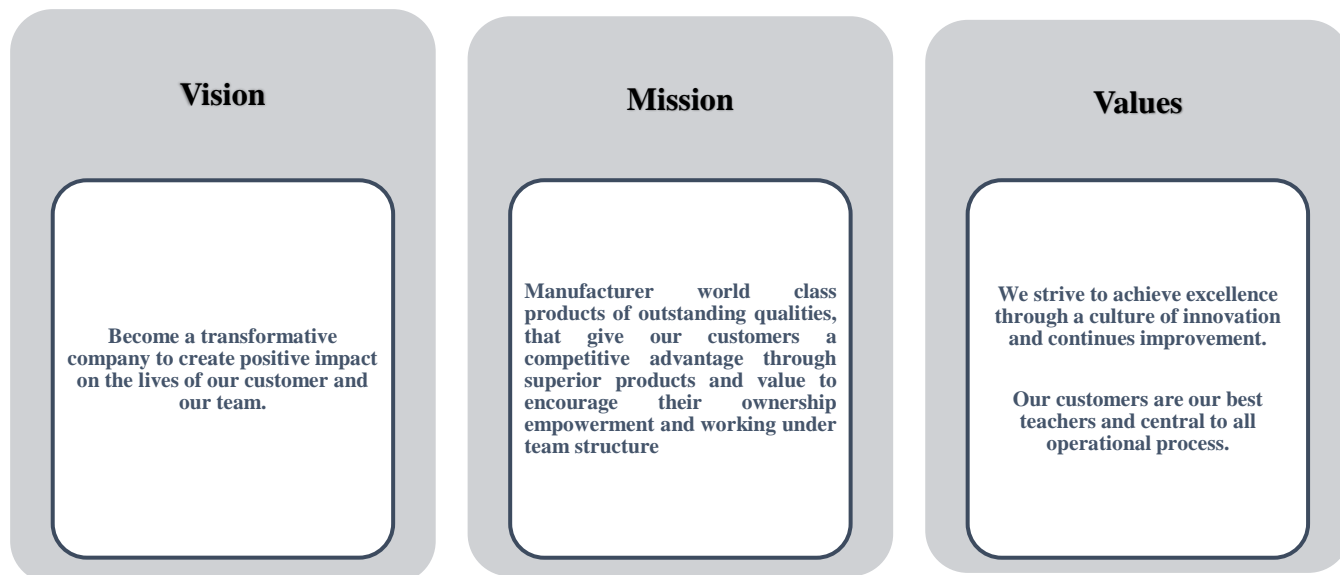 Vision
Become a transformative
company to create positive impact
on the lives of our customer and
our team.
Mission
Manufacturer world class
products of outstanding qualities,
that give our customers a
competitive advantage through
superior products and value to
encourage their ownership
empowerment and working under
team structure
Values
We strive to achieve excellence
through a culture of innovation
and continues improvement.
Our customers are our best
teachers and central to all
operational process.